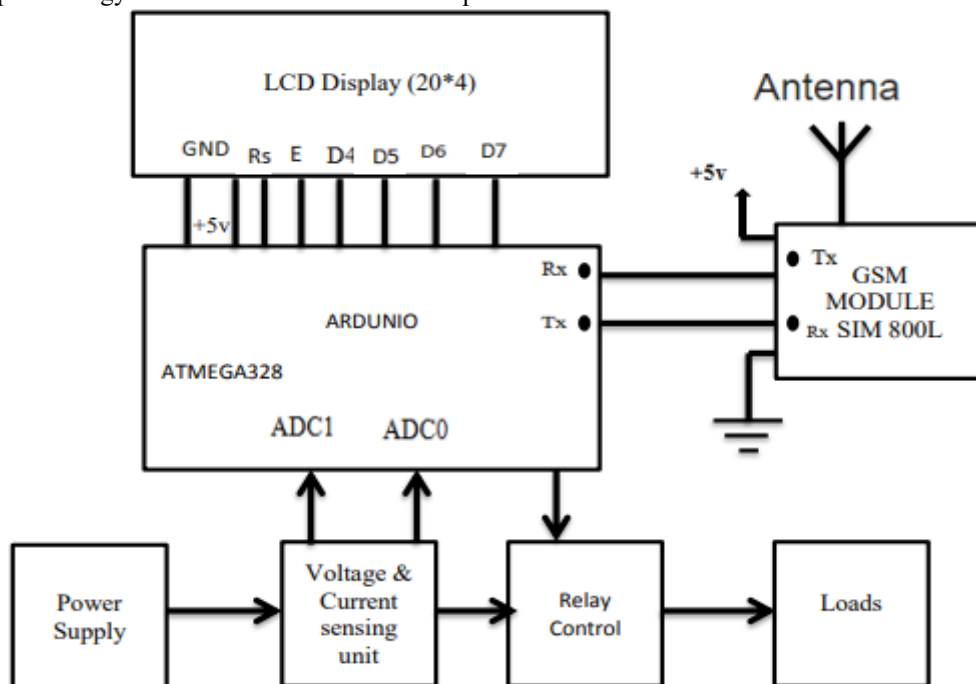 LCD Display (20*4)
GND Rs E D4 D5 D6 D7
+5v
Antenna
+5v
Rx
Tx
ARDUNIO
ATMEGA328
ADC1 ADC0
Tx
GSM
MODULE
Rx SIM 800L
Power
Supply
Voltage &
Current
sensing
unit
Relay
Control
Loads